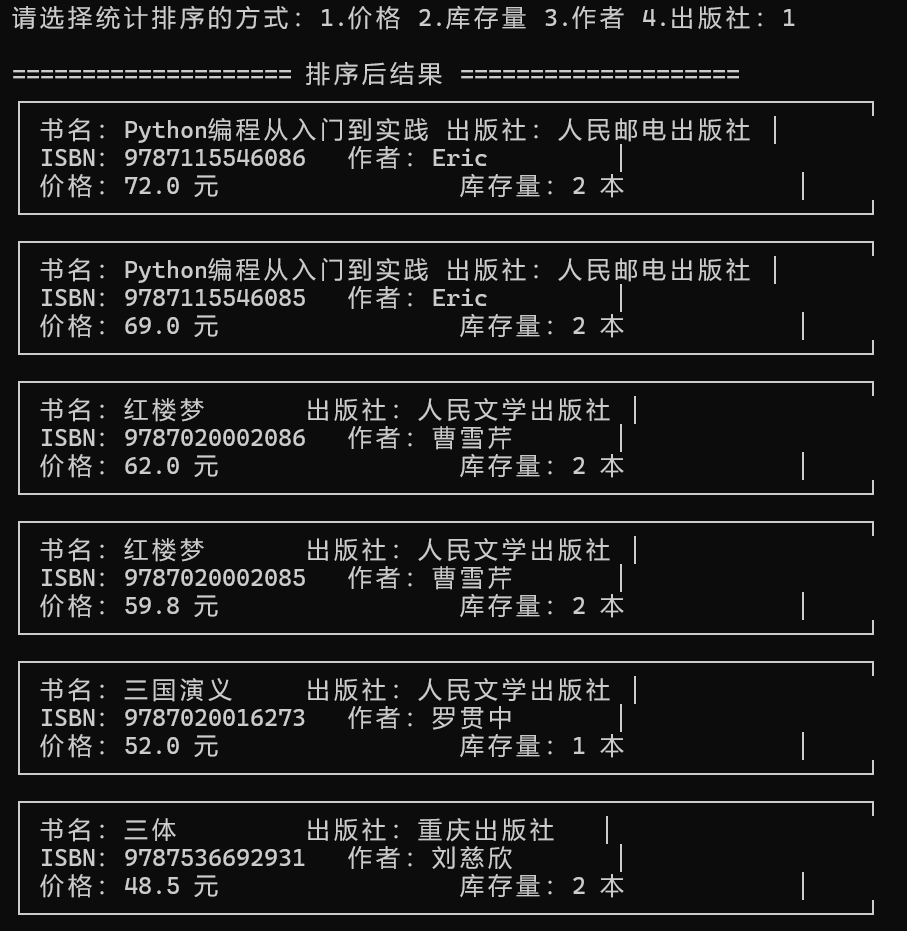 请选择统计排序的方式: 1.价格 2.库存量 3.作者 4.出版社: 1
==================== 排序后结果 ====================
书名: Python编程从入门到实践 出版社: 人民邮电出版社
ISBN: 9787115546086 作者: Eric
价格: 72.0 元 库存量: 2 本
书名: Python编程从入门到实践 出版社: 人民邮电出版社
ISBN: 9787115546085 作者: Eric
价格: 69.0 元 库存量: 2 本
书名: 红楼梦 出版社: 人民文学出版社
ISBN: 9787020002086 作者: 曹雪芹
价格: 62.0 元 库存量: 2 本
书名: 红楼梦 出版社: 人民文学出版社
ISBN: 9787020002085 作者: 曹雪芹
价格: 59.8 元 库存量: 2 本
书名: 三国演义 出版社: 人民文学出版社
ISBN: 9787020016273 作者: 罗贯中
价格: 52.0 元 库存量: 1 本
书名: 三体 出版社: 重庆出版社
ISBN: 9787536692931 作者: 刘慈欣
价格: 48.5 元 库存量: 2 本